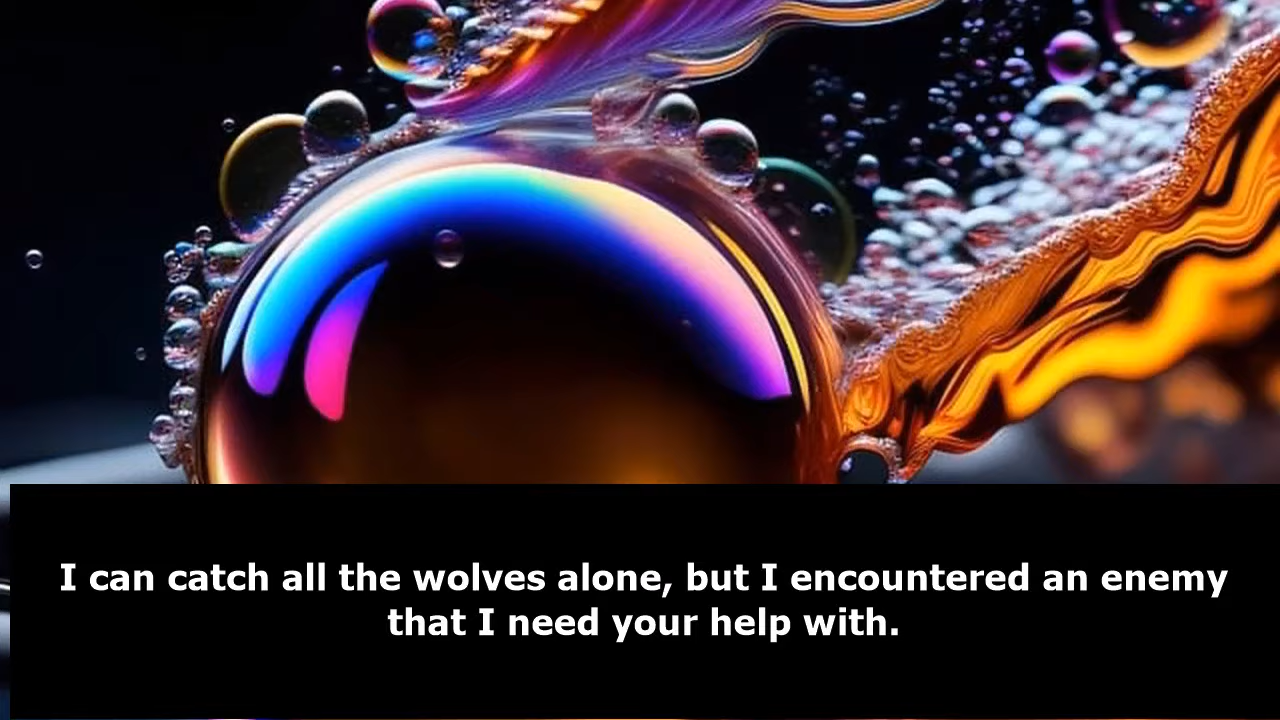 I can catch all the wolves alone, but I encountered an enemy
that I need your help with.